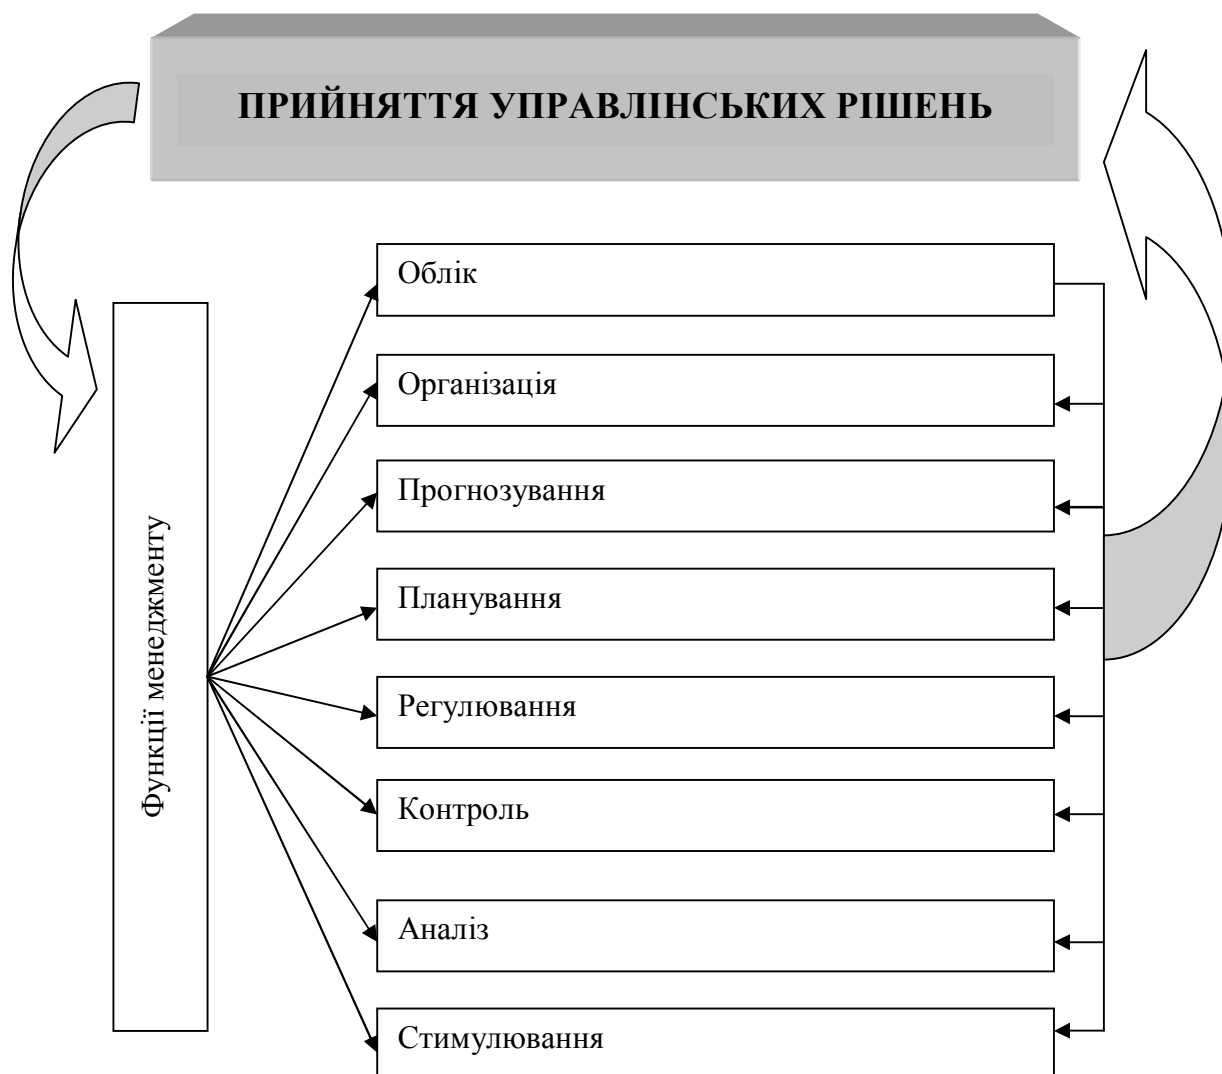 ПРИЙНЯТТЯ УПРАВЛІНСЬКИХ РІШЕНЬ
Функції менеджменту
Облік
Організація
Прогнозування
Планування
Регулювання
Контроль
Аналіз
Стимулювання